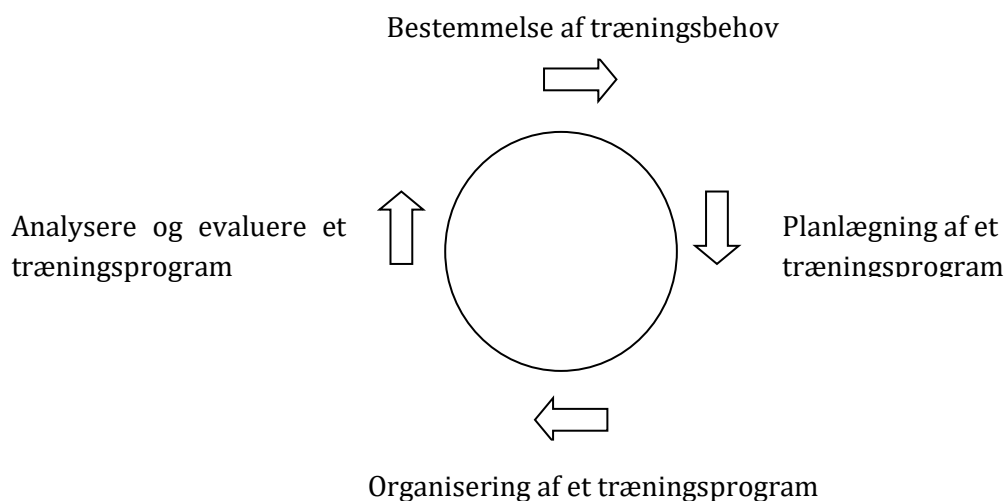 Bestemmelse af træningsbehov
Analysere og evaluere et
træningsprogram
Planlægning af et
træningsprogram
Organisering af et træningsprogram